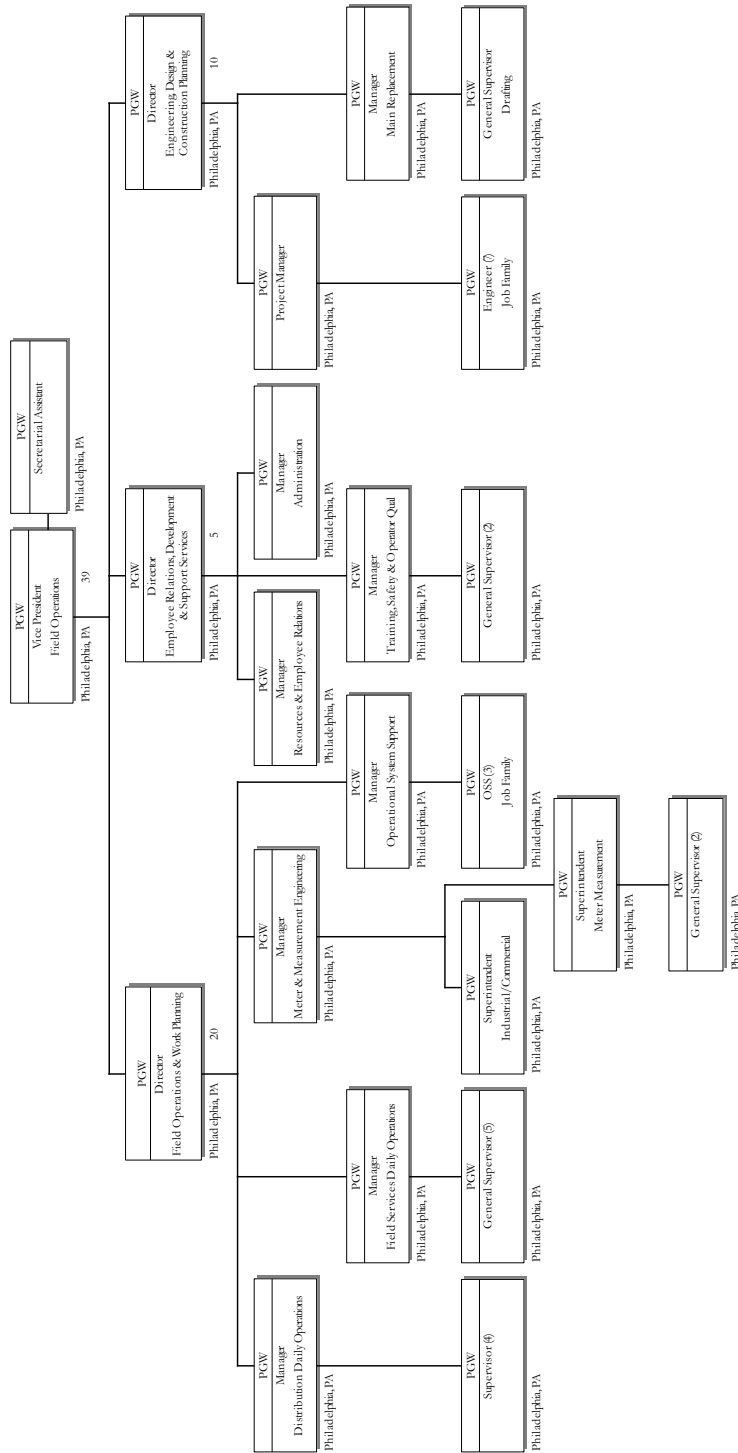 PGW
Vice President
Field Operations
Philadelphia, PA
39
PGW
Secretarial Assistant
Philadelphia, PA
PGW
Director
Field Operations & Work Planning
Philadelphia, PA
20
PGW
Director
Employee Relations, Development
& Support Services
Philadelphia, PA
5
PGW
Director
Engineering, Design &
Construction Planning
Philadelphia, PA
10
PGW
Manager
Distribution Daily Operations
Philadelphia, PA
PGW
Supervisor (4)
Philadelphia, PA
PGW
Manager
Field Services Daily Operations
Philadelphia, PA
PGW
General Supervisor (5)
Philadelphia, PA
PGW
Manager
Meter & Measurement Engineering
Philadelphia, PA
PGW
Superintendent
Industrial/Commercial
Philadelphia, PA
PGW
Superintendent
Meter Measurement
Philadelphia, PA
PGW
General Supervisor (2)
Philadelphia, PA
PGW
Manager
Operational System Support
Philadelphia, PA
PGW
OSS (3)
Job Family
Philadelphia, PA
PGW
Manager
Resources & Employee Relations
Philadelphia, PA
PGW
Manager
Training, Safety & Operator Qual
Philadelphia, PA
PGW
General Supervisor (2)
Philadelphia, PA
PGW
Manager
Administration
Philadelphia, PA
PGW
Project Manager
Philadelphia, PA
PGW
Engineer (7)
Job Family
Philadelphia, PA
PGW
Manager
Main Replacement
Philadelphia, PA
PGW
General Supervisor
Drafting
Philadelphia, PA